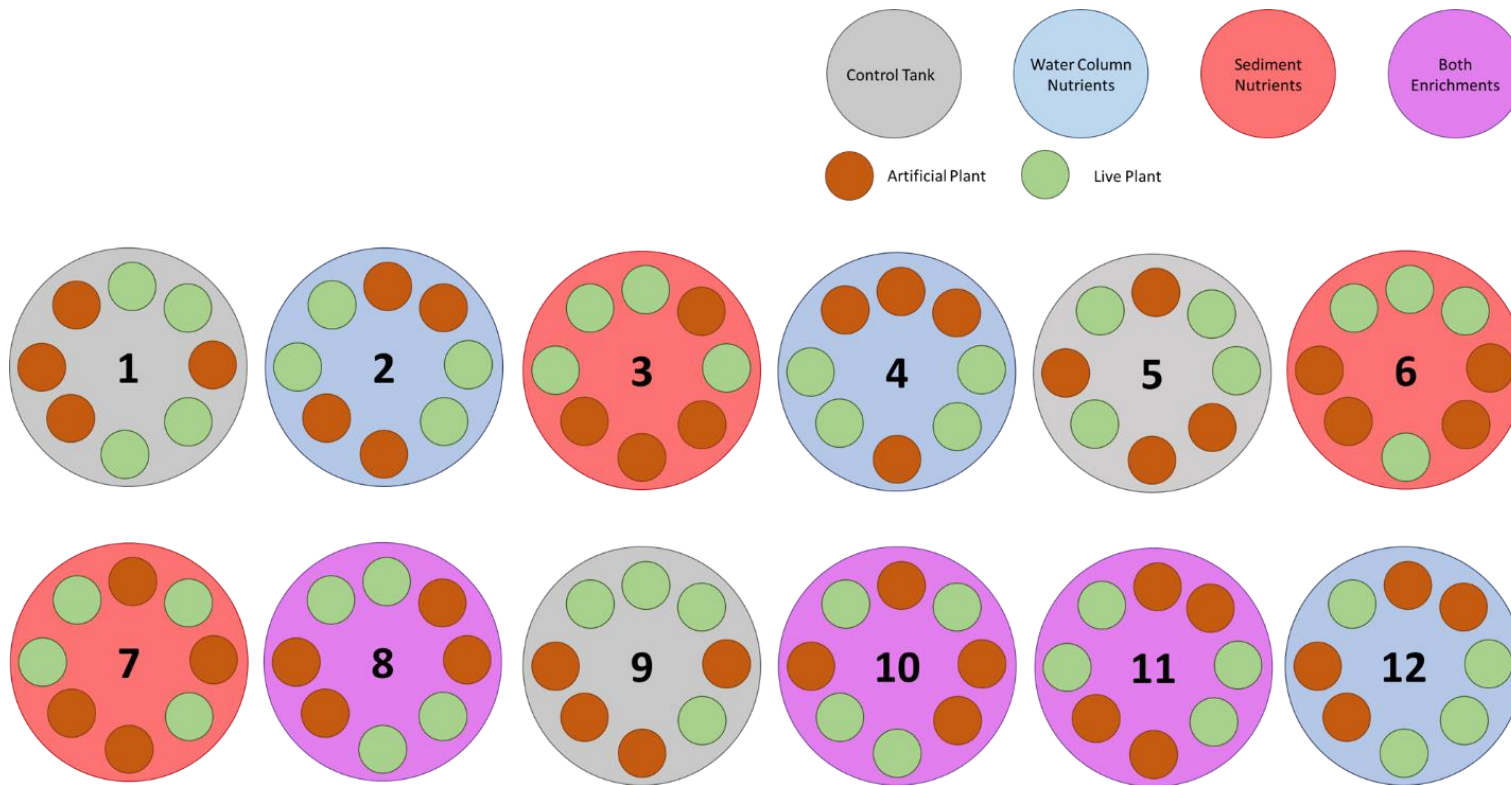 Control Tank
Water Column
Nutrients
Sediment
Nutrients
Both
Enrichments
Artificial Plant
Live Plant
1
2
3
4
5
6
7
8
9
10
11
12